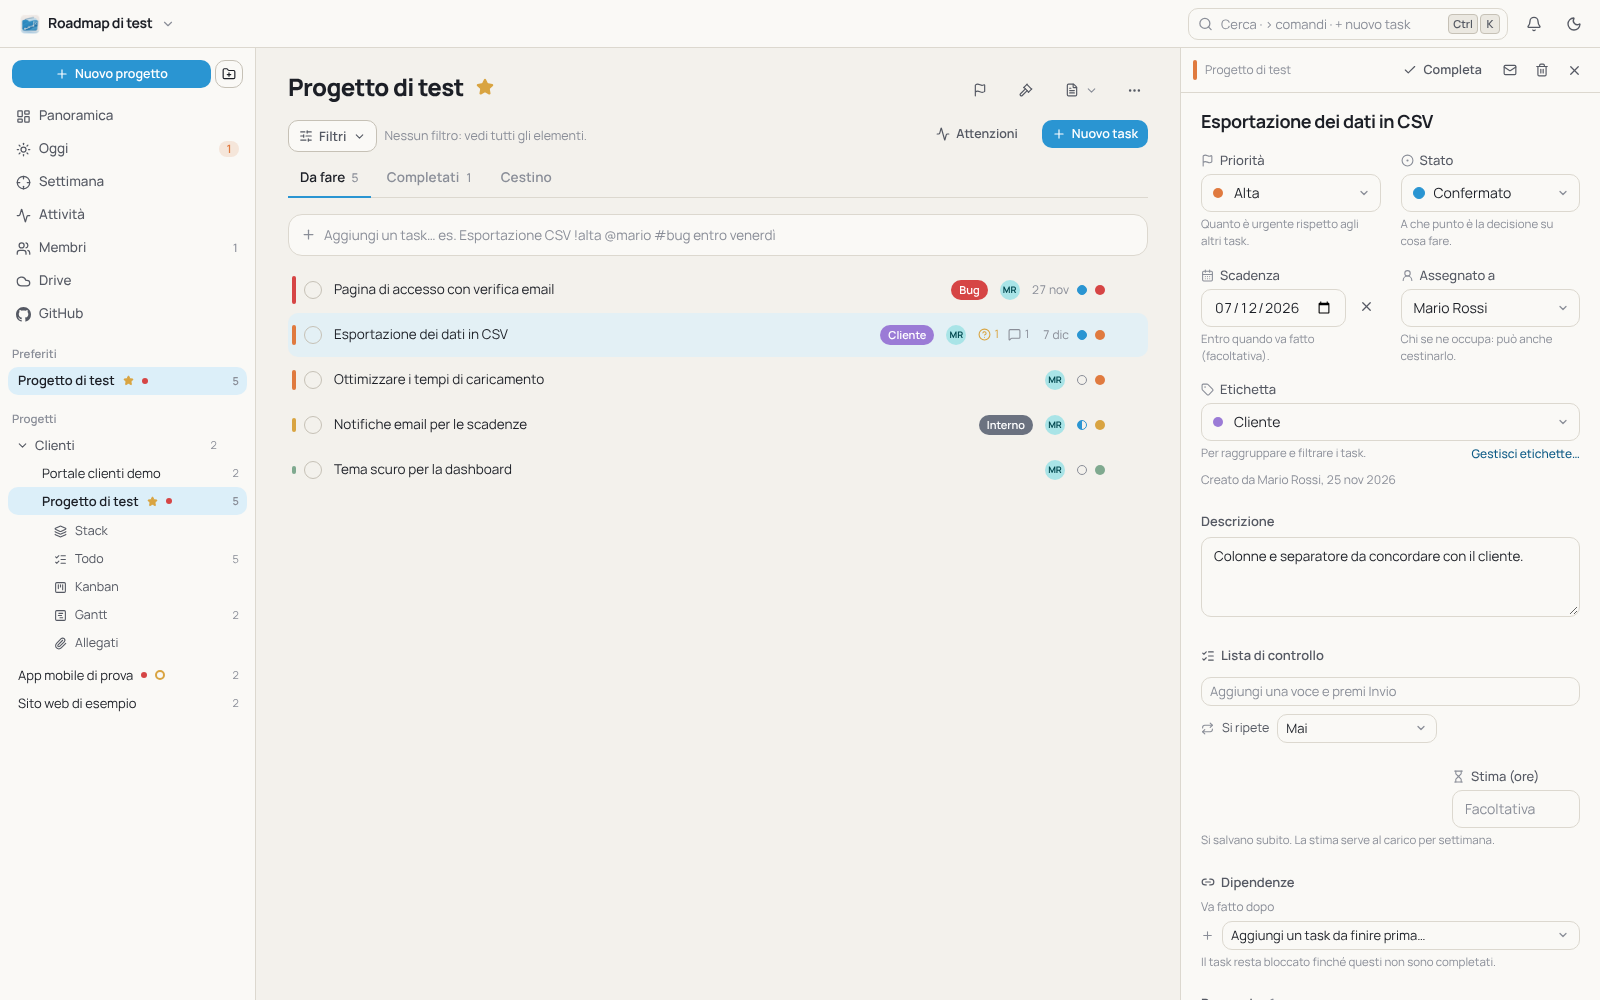 Roadmap di test
Cerca · › comandi · + nuovo task
Ctrl K
Nuovo progetto
Panoramica
Oggi 1
Settimana
Attività
Membri 1
Drive
GitHub
Preferiti
Progetto di test 5
Progetti
Clienti 2
Portale clienti demo 2
Progetto di test 5
Stack
Todo 5
Kanban
Gantt 2
Allegati
App mobile di prova 2
Sito web di esempio 2
Progetto di test
Filtri
Nessun filtro: vedi tutti gli elementi.
Attenzioni
Nuovo task
Da fare 5 Completati 1 Cestino
Aggiungi un task… es. Esportazione CSV !alta @mario #bug entro venerdì
Pagina di accesso con verifica email Bug MR 27 nov
Esportazione dei dati in CSV Cliente MR 1 1 7 dic
Ottimizzare i tempi di caricamento MR
Notifiche email per le scadenze Interno MR
Tema scuro per la dashboard MR
Progetto di test
Completa
Esportazione dei dati in CSV
Priorità
Alta
Quanto è urgente rispetto agli
altri task.
Stato
Confermato
A che punto è la decisione su
cosa fare.
Scadenza
07/12/2026
Entro quando va fatto
(facoltativa).
Assegnato a
Mario Rossi
Chi se ne occupa: può anche
cestinarlo.
Etichetta
Cliente
Per raggruppare e filtrare i task.
Gestisci etichette…
Creato da Mario Rossi, 25 nov 2026
Descrizione
Colonne e separatore da concordare con il cliente.
Lista di controllo
Aggiungi una voce e premi Invio
Si ripete Mai
Stima (ore)
Facoltativa
Si salvano subito. La stima serve al carico per settimana.
Dipendenze
Va fatto dopo
Aggiungi un task da finire prima…
Il task resta bloccato finché questi non sono completati.